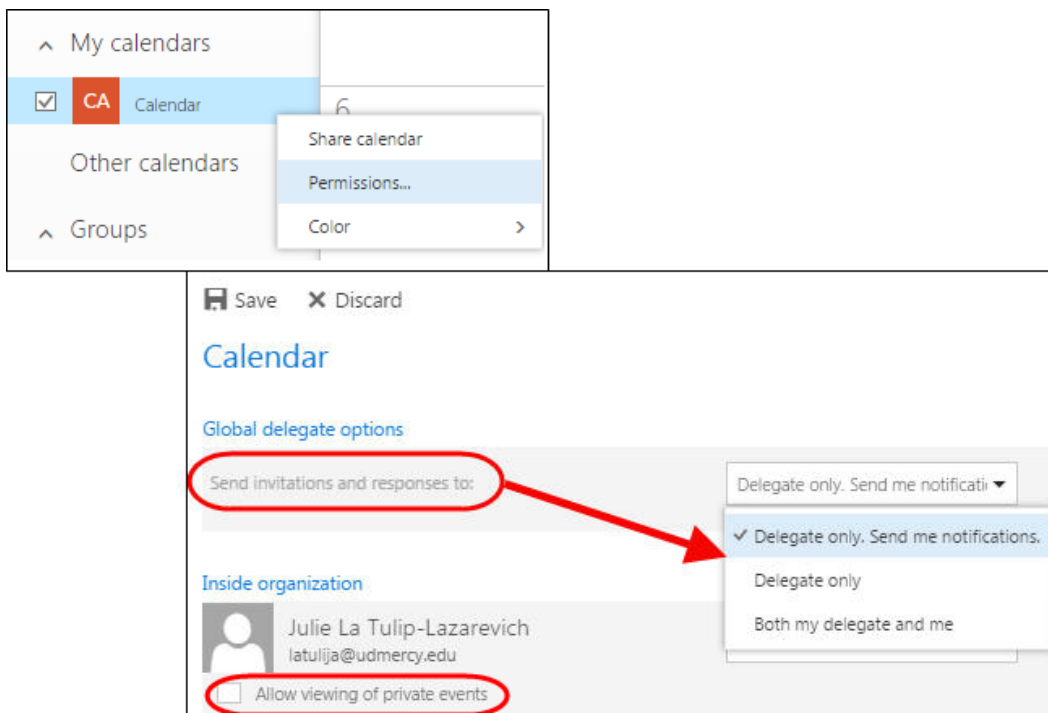 My calendars
CA Calendar
6
Share calendar
Other calendars
Permissions...
Groups
Color
Save Discard
Calendar
Global delegate options
Send invitations and responses to:
Delegate only. Send me notificati
Delegate only. Send me notifications.
Delegate only
Both my delegate and me
Inside organization
Julie La Tulip-Lazarevich
latulija@udmercy.edu
Allow viewing of private events